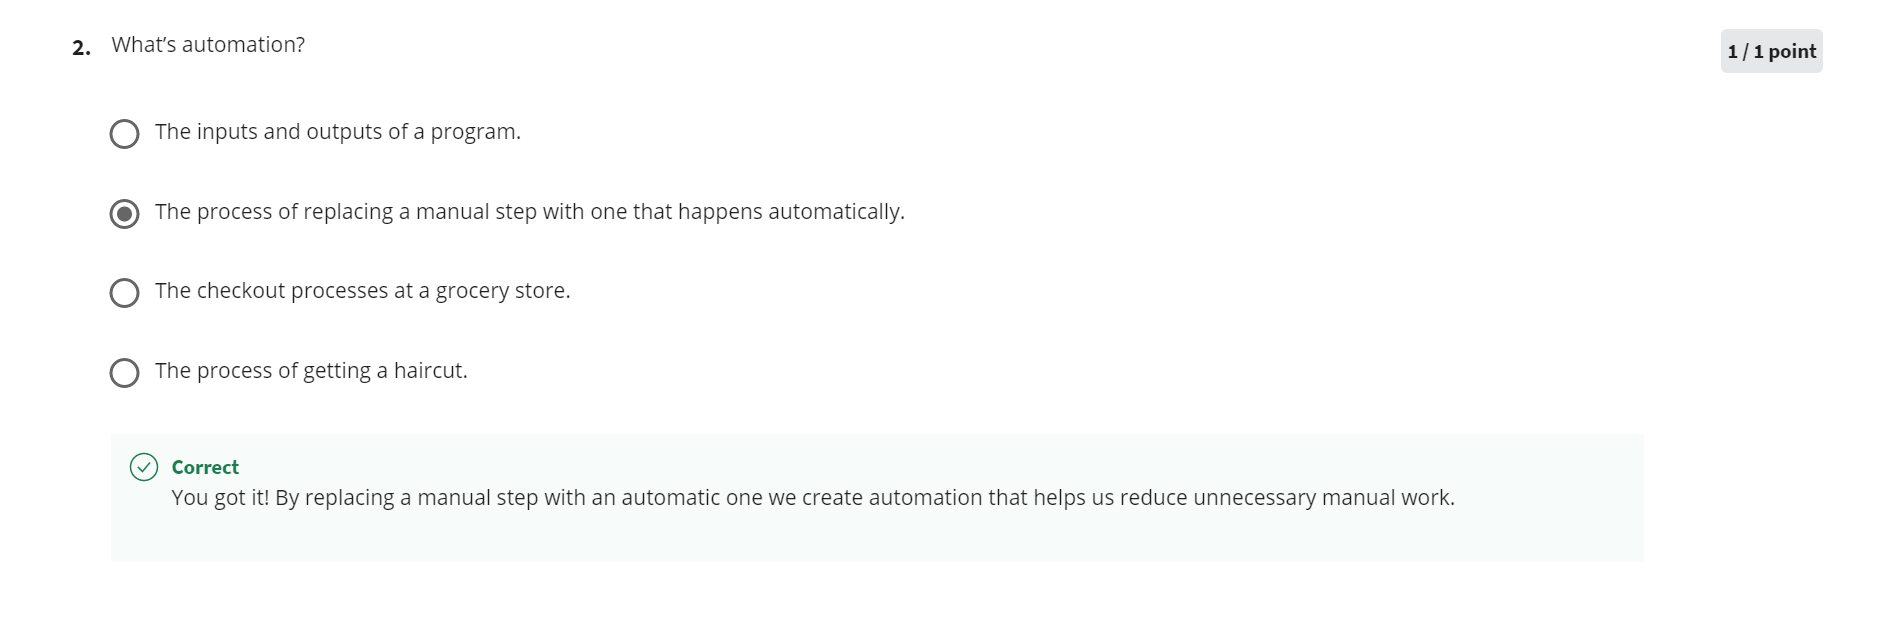 2. What's automation?
1 / 1 point
The inputs and outputs of a program.
The process of replacing a manual step with one that happens automatically.
The checkout processes at a grocery store.
The process of getting a haircut.
Correct
You got it! By replacing a manual step with an automatic one we create automation that helps us reduce unnecessary manual work.